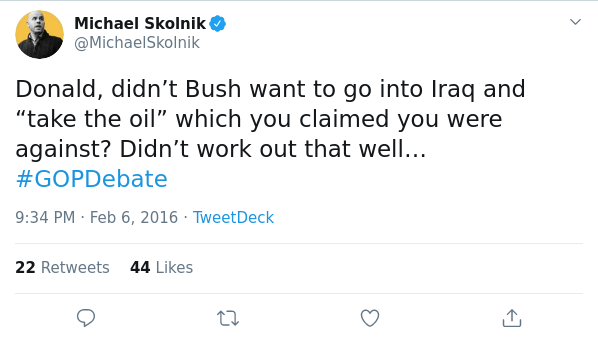 Michael Skolnik
@MichaelSkolnik
Donald, didn’t Bush want to go into Iraq and
“take the oil” which you claimed you were
against? Didn’t work out that well...
#GOPDebate
9:34 PM · Feb 6, 2016 · TweetDeck
22 Retweets 44 Likes